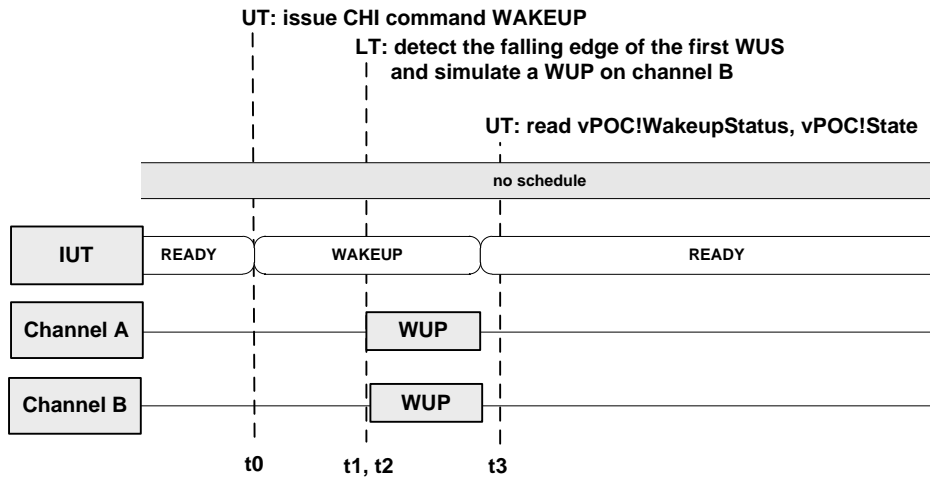 UT: issue CHI command WAKEUP
LT: detect the falling edge of the first WUS
and simulate a WUP on channel B
UT: read vPOC!WakeupStatus, vPOC!State
no schedule
IUT
READY
WAKEUP
READY
Channel A
WUP
Channel B
WUP
t0
t1, t2
t3